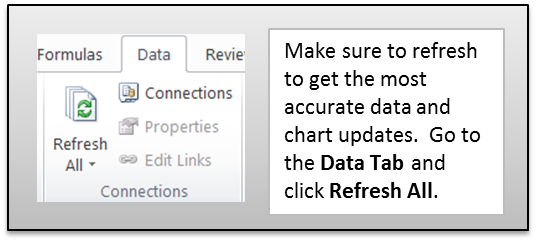 Formulas Data Revie
Connections
Properties
Edit Links
Refresh
All
Connections
Make sure to refresh
to get the most
accurate data and
chart updates. Go to
the Data Tab and
click Refresh All.